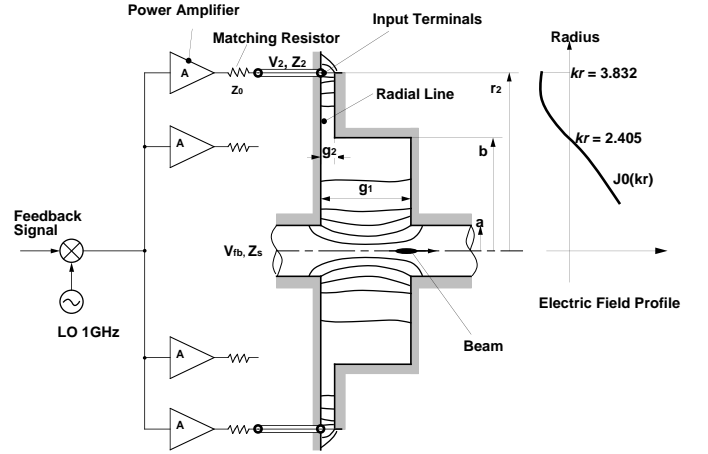 Power Amplifier
Input Terminals
Matching Resistor
Radius
A
V2, Z2
Z0
kr = 3.832
r2
Radial Line
A
kr = 2.405
g2
b
g1
J0(kr)
Feedback
Signal
a
Vfb, Zs
LO 1GHz
Electric Field Profile
Beam
A
A